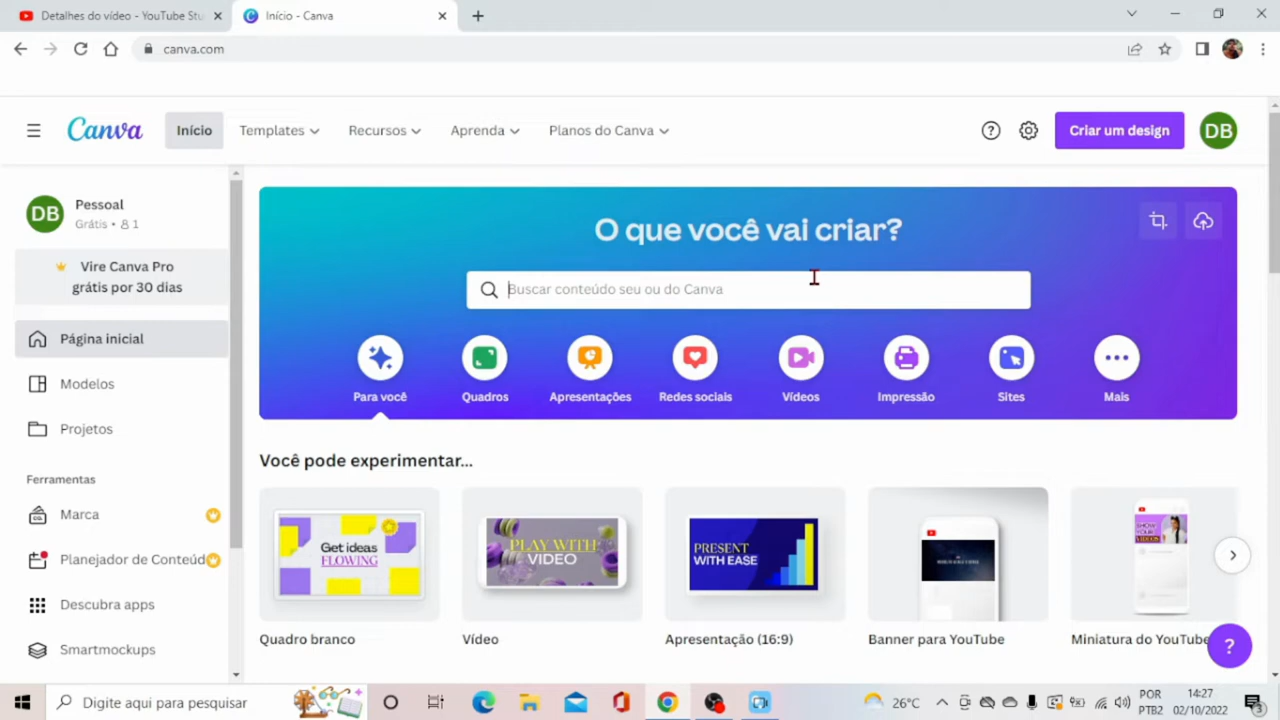 Detalhes do vídeo - YouTube Stu
Início - Canva
canva.com
Canva
Início
Templates
Recursos
Aprenda
Planos do Canva
Criar um design
DB
DB
Pessoal
Grátis • 1
Vire Canva Pro
grátis por 30 dias
Página inicial
Modelos
Projetos
Ferramentas
Marca
Planejador de Conteúd
Descubra apps
Smartmockups
O que você vai criar?
Buscar conteúdo seu ou do Canva
Para você
Quadros
Apresentações
Redes sociais
Vídeos
Impressão
Sites
Mais
Você pode experimentar...
Get ideas
FLOWING
PLAY WITH
VIDEO
PRESENT
WITH EASE
SHOW
YOUR
VIDEOS
Quadro branco
Vídeo
Apresentação (16:9)
Banner para YouTube
Miniatura do YouTube
?
Digite aqui para pesquisar
26°C
POR
PTB2
14:27
02/10/2022
3